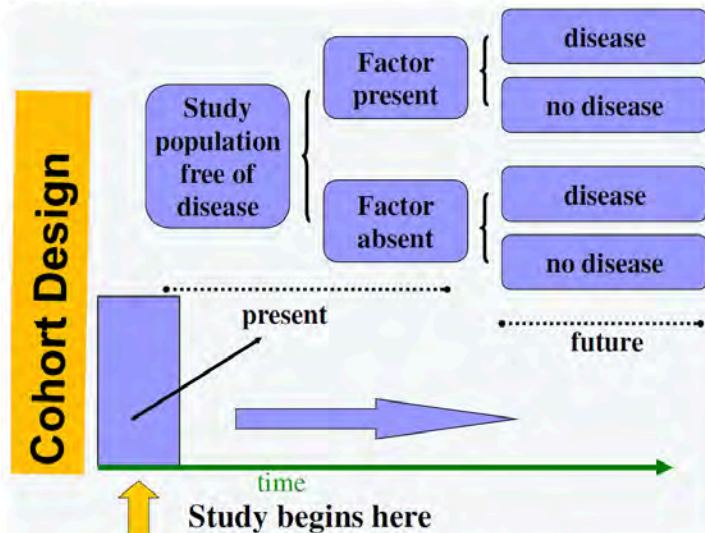 Cohort Design
Study
population
free of
disease
Factor
present
Factor
absent
disease
no disease
disease
no disease
present
future
time
Study begins here